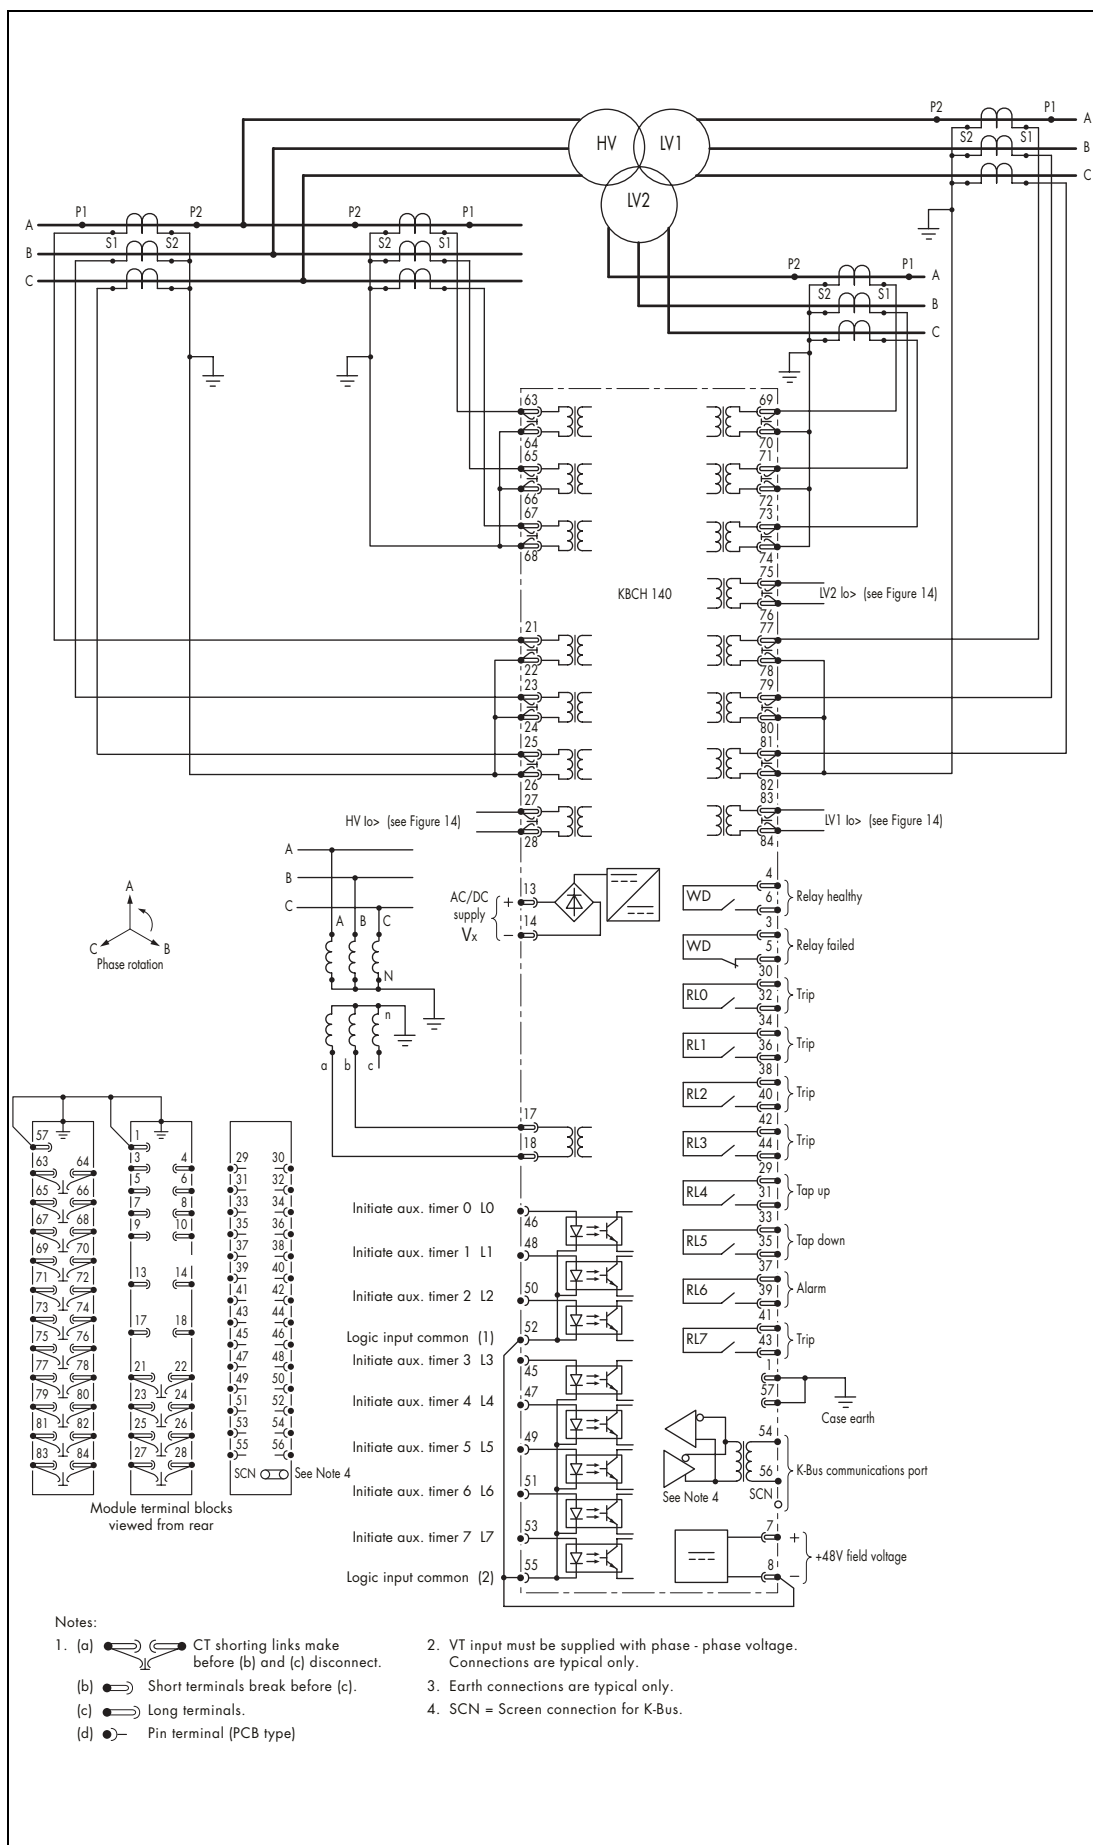 HV LV1 P2 P1 A
S2 S1
B
C
LV2
A P1 P2 P2 P1
S1 S2 S2 S1
B
C
P2 P1 A
S2 S1 B
C
63 69
64 70
65 71
66 72
67 73
68 74
75
KBCH 140 LV2 Io> (see Figure 14)
76
21 77
22 78
23 79
24 80
25 81
26 82
27 83
HV Io> (see Figure 14) LV1 Io> (see Figure 14)
28 84
A
B
C
A B C
N
n
a b c
A
C B
Phase rotation
AC/DC supply Vx
+ 13
− 14
17
18
WD 4 6 Relay healthy
WD 3 5 Relay failed
RL0 30 32 Trip
RL1 34 36 Trip
RL2 38 40 Trip
RL3 42 44 Trip
RL4 29 31 Tap up
RL5 33 35 Tap down
RL6 37 39 Alarm
RL7 41 43 Trip
1
57
Case earth
54
56 K-Bus communications port
See Note 4 SCN
7 +
+48V field voltage
8 −
Initiate aux. timer 0 L0 46
Initiate aux. timer 1 L1 48
Initiate aux. timer 2 L2 50
Logic input common (1) 52
Initiate aux. timer 3 L3 45
Initiate aux. timer 4 L4 47
Initiate aux. timer 5 L5 49
Initiate aux. timer 6 L6 51
Initiate aux. timer 7 L7 53
Logic input common (2) 55
57
63 64
65 66
67 68
69 70
71 72
73 74
75 76
77 78
79 80
81 82
83 84
1
3 4
5 6
7 8
9 10
13 14
17 18
21 22
23 24
25 26
27 28
29 30
31 32
33 34
35 36
37 38
39 40
41 42
43 44
45 46
47 48
49 50
51 52
53 54
55 56
SCN See Note 4
Module terminal blocks
viewed from rear
Notes:
1. (a) CT shorting links make
before (b) and (c) disconnect.
(b) Short terminals break before (c).
(c) Long terminals.
(d) Pin terminal (PCB type)
2. VT input must be supplied with phase - phase voltage.
Connections are typical only.
3. Earth connections are typical only.
4. SCN = Screen connection for K-Bus.